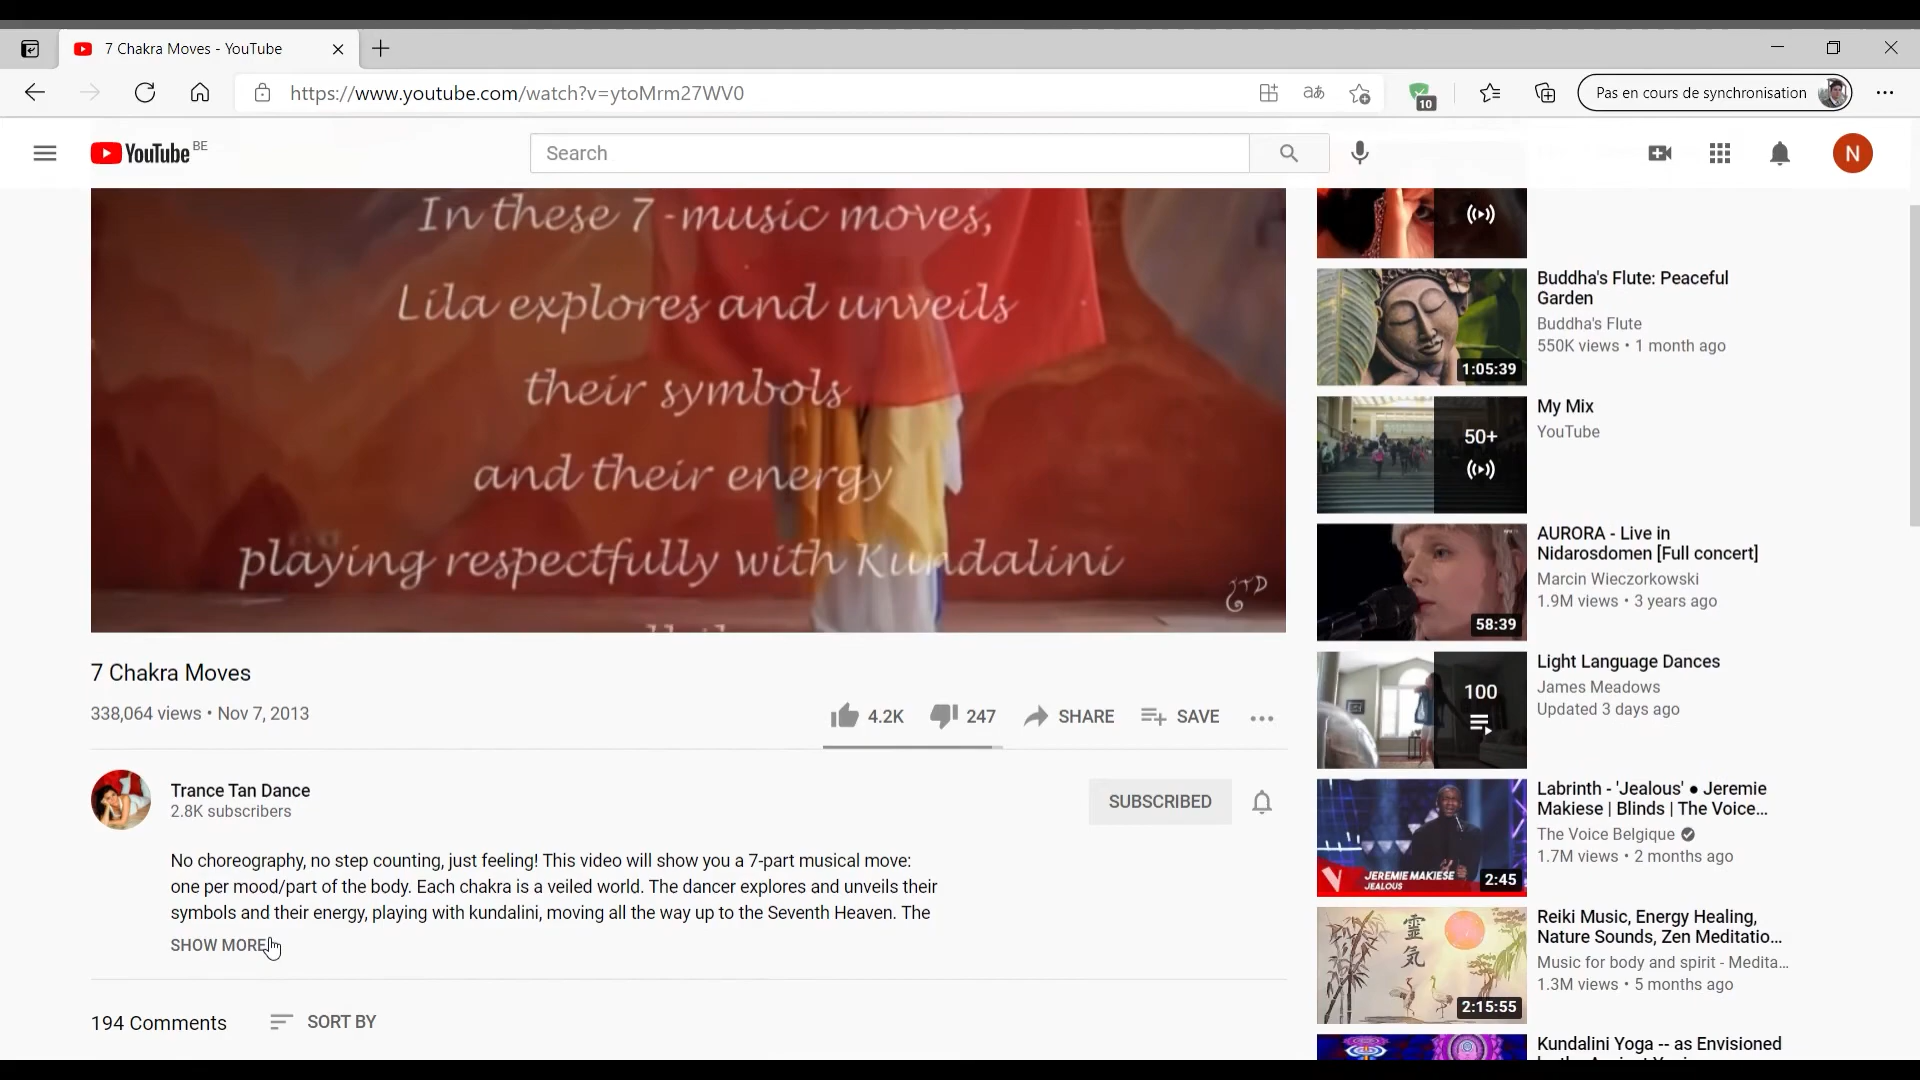 7 Chakra Moves - YouTube
https://www.youtube.com/watch?v=ytoMrm27WV0
aあ
10
Pas en cours de synchronisation
YouTube BE
Search
N
In these 7 -music moves,
Lila explores and unveils
their symbols
and their energy
playing respectfully with Kundalini
JTD
7 Chakra Moves
338,064 views • Nov 7, 2013
4.2K
247
SHARE
SAVE
Trance Tan Dance
2.8K subscribers
SUBSCRIBED
No choreography, no step counting, just feeling! This video will show you a 7-part musical move:
one per mood/part of the body. Each chakra is a veiled world. The dancer explores and unveils their
symbols and their energy, playing with kundalini, moving all the way up to the Seventh Heaven. The
SHOW MORE
194 Comments
SORT BY
Buddha's Flute: Peaceful
Garden
Buddha's Flute
550K views • 1 month ago
1:05:39
My Mix
YouTube
50+
AURORA - Live in
Nidarosdomen [Full concert]
Marcin Wieczorkowski
1.9M views • 3 years ago
58:39
Light Language Dances
James Meadows
Updated 3 days ago
100
Labrinth - 'Jealous' ● Jeremie
Makiese | Blinds | The Voice...
The Voice Belgique
1.7M views • 2 months ago
JEREMIE MAKIESE
JEALOUS
2:45
Reiki Music, Energy Healing,
Nature Sounds, Zen Meditatio...
Music for body and spirit - Medita...
1.3M views • 5 months ago
靈
気
2:15:55
Kundalini Yoga -- as Envisioned